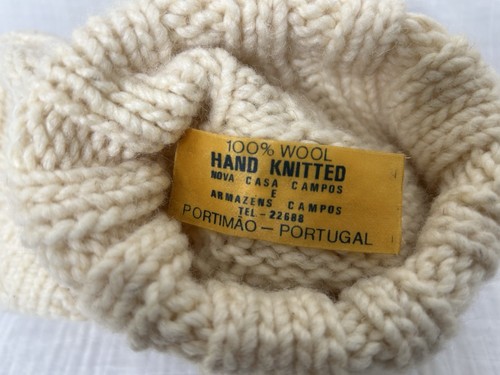 100% WOOL
HAND KNITTED
NOVA CASA CAMPOS
E
ARMAZENS CAMPOS
TEL-22688
PORTIMÃO – PORTUGAL